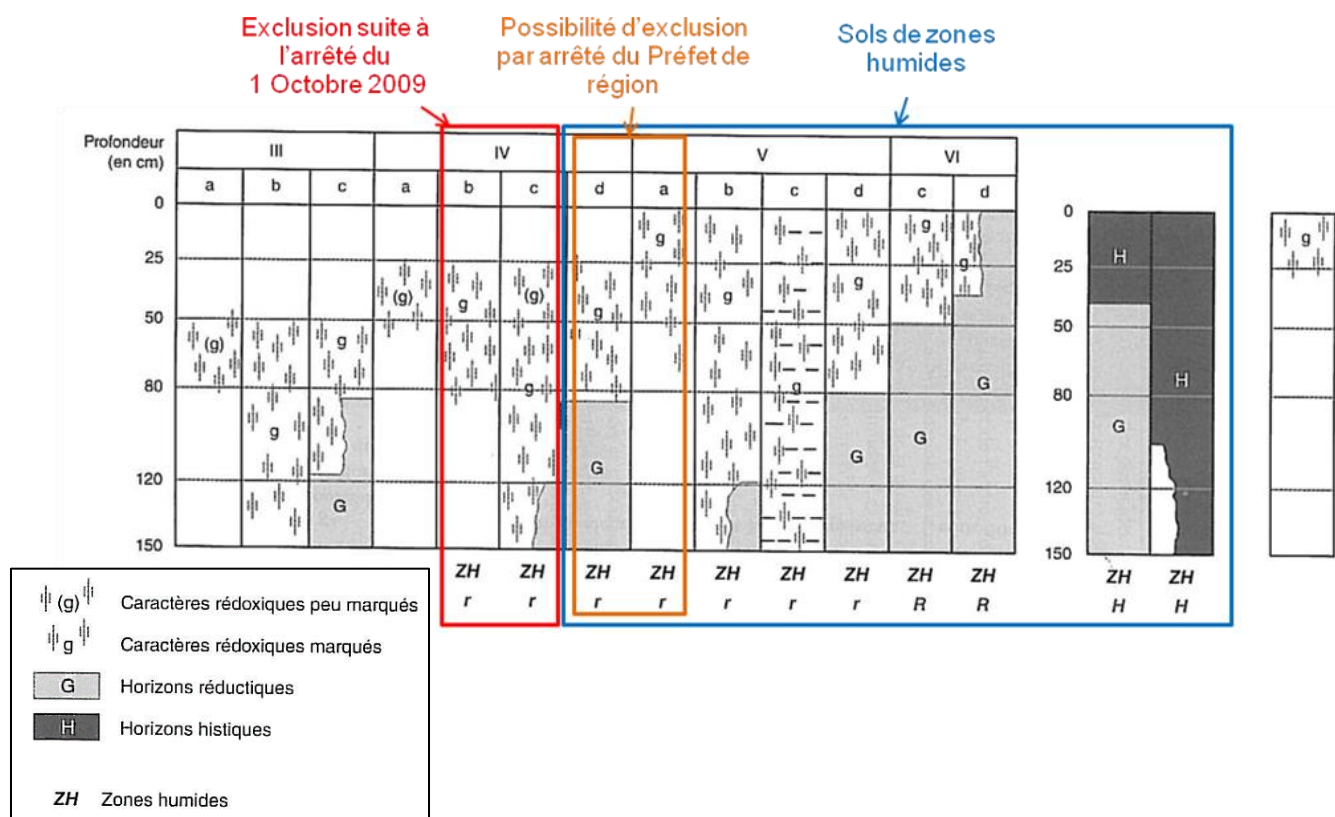 Exclusion suite à
l'arrêté du
1 Octobre 2009
Possibilité d'exclusion
par arrêté du Préfet de
région
Sols de zones
humides
Profondeur
(en cm)
III IV V VI
a b c a b c d a b c d c d
0
25
50
80
120
150
(g) g g g G (g) g (g) g g G g g g g g G g G g G
0
25
50
80
120
150
H G H
g
ZH ZH ZH ZH ZH ZH ZH ZH ZH ZH ZH
r r r r r r r R R H H
(g) Caractères rédoxiques peu marqués
g Caractères rédoxiques marqués
G Horizons réductiques
H Horizons histiques
ZH Zones humides